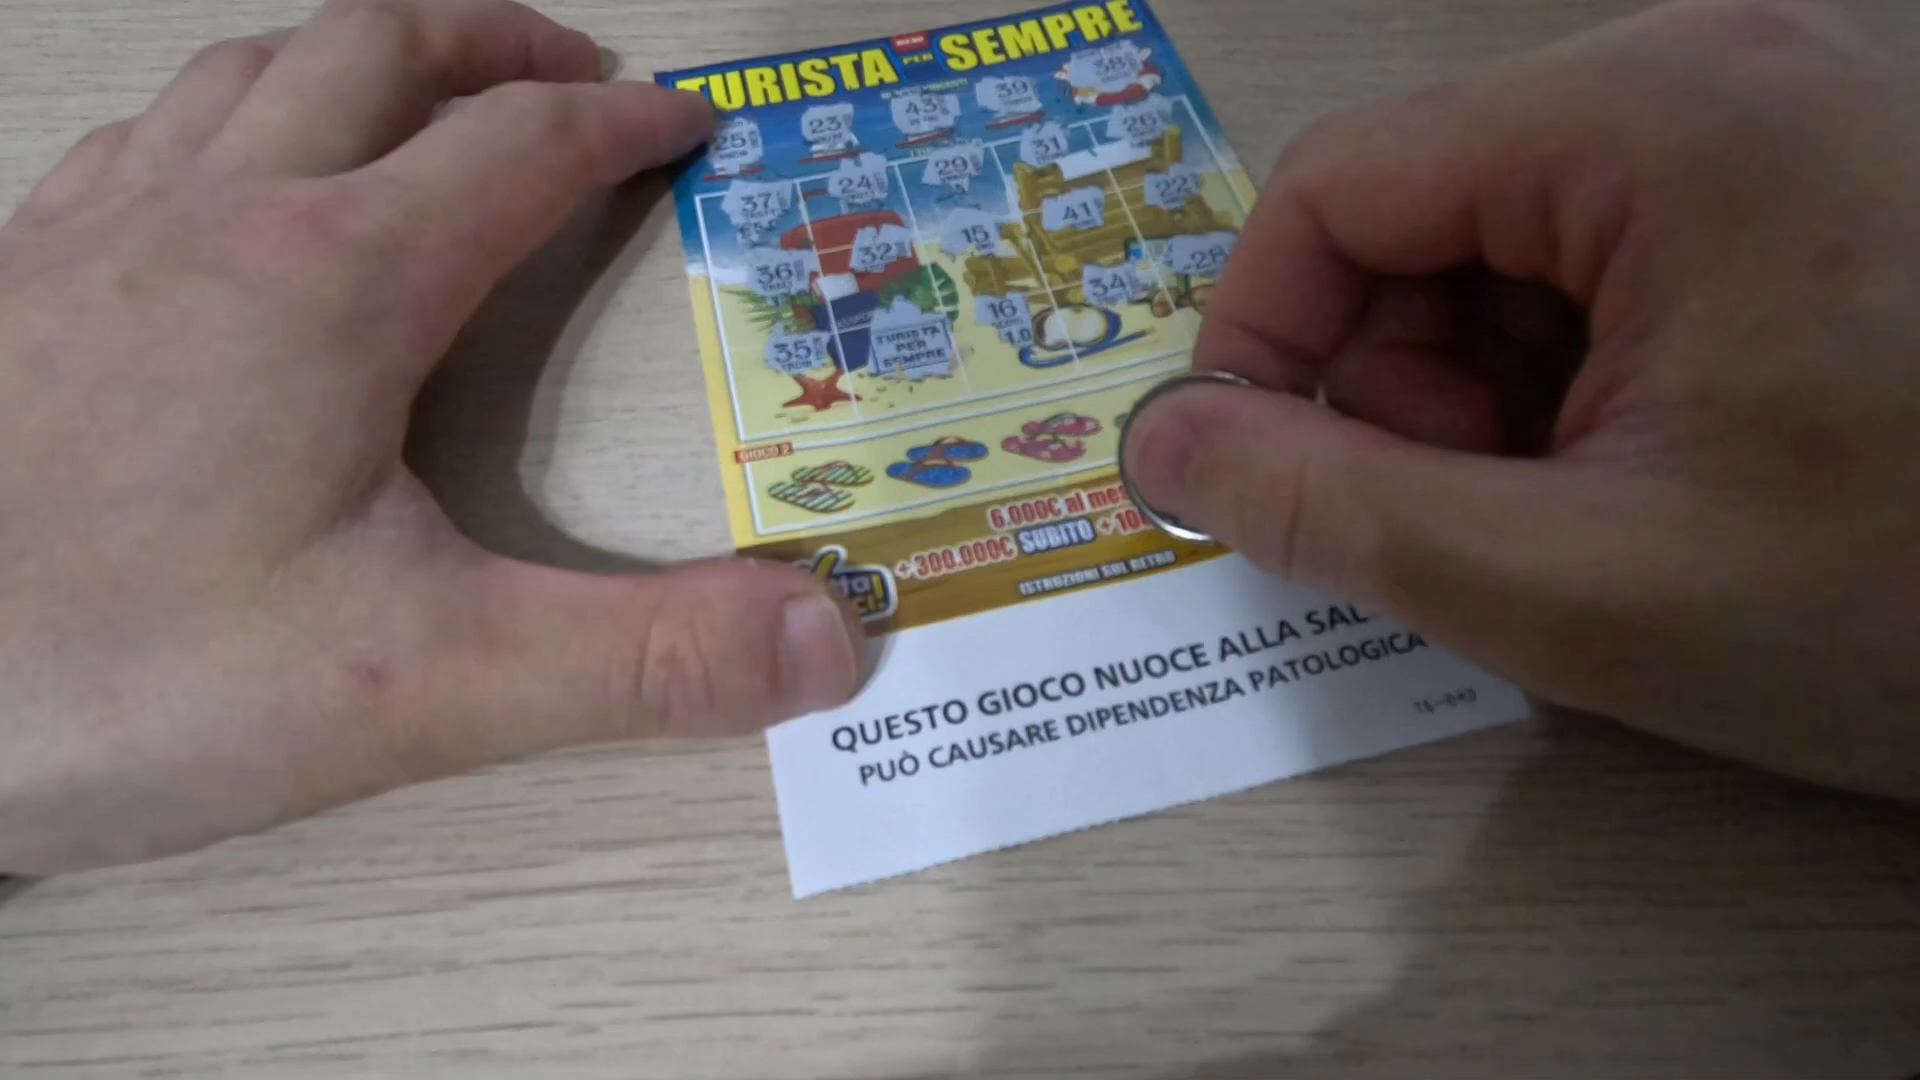 TURISTA PER SEMPRE
25 23 43 39 38
37 24 29 31 26
36 32 15 41 22
35 TURISTA PER SEMPRE 16 34 28
GIOCO 2
6.000€ al mes
+300.000€ SUBITO + 10
ISTRUZIONI SUL RETRO
QUESTO GIOCO NUOCE ALLA SAL
PUÒ CAUSARE DIPENDENZA PATOLOGICA